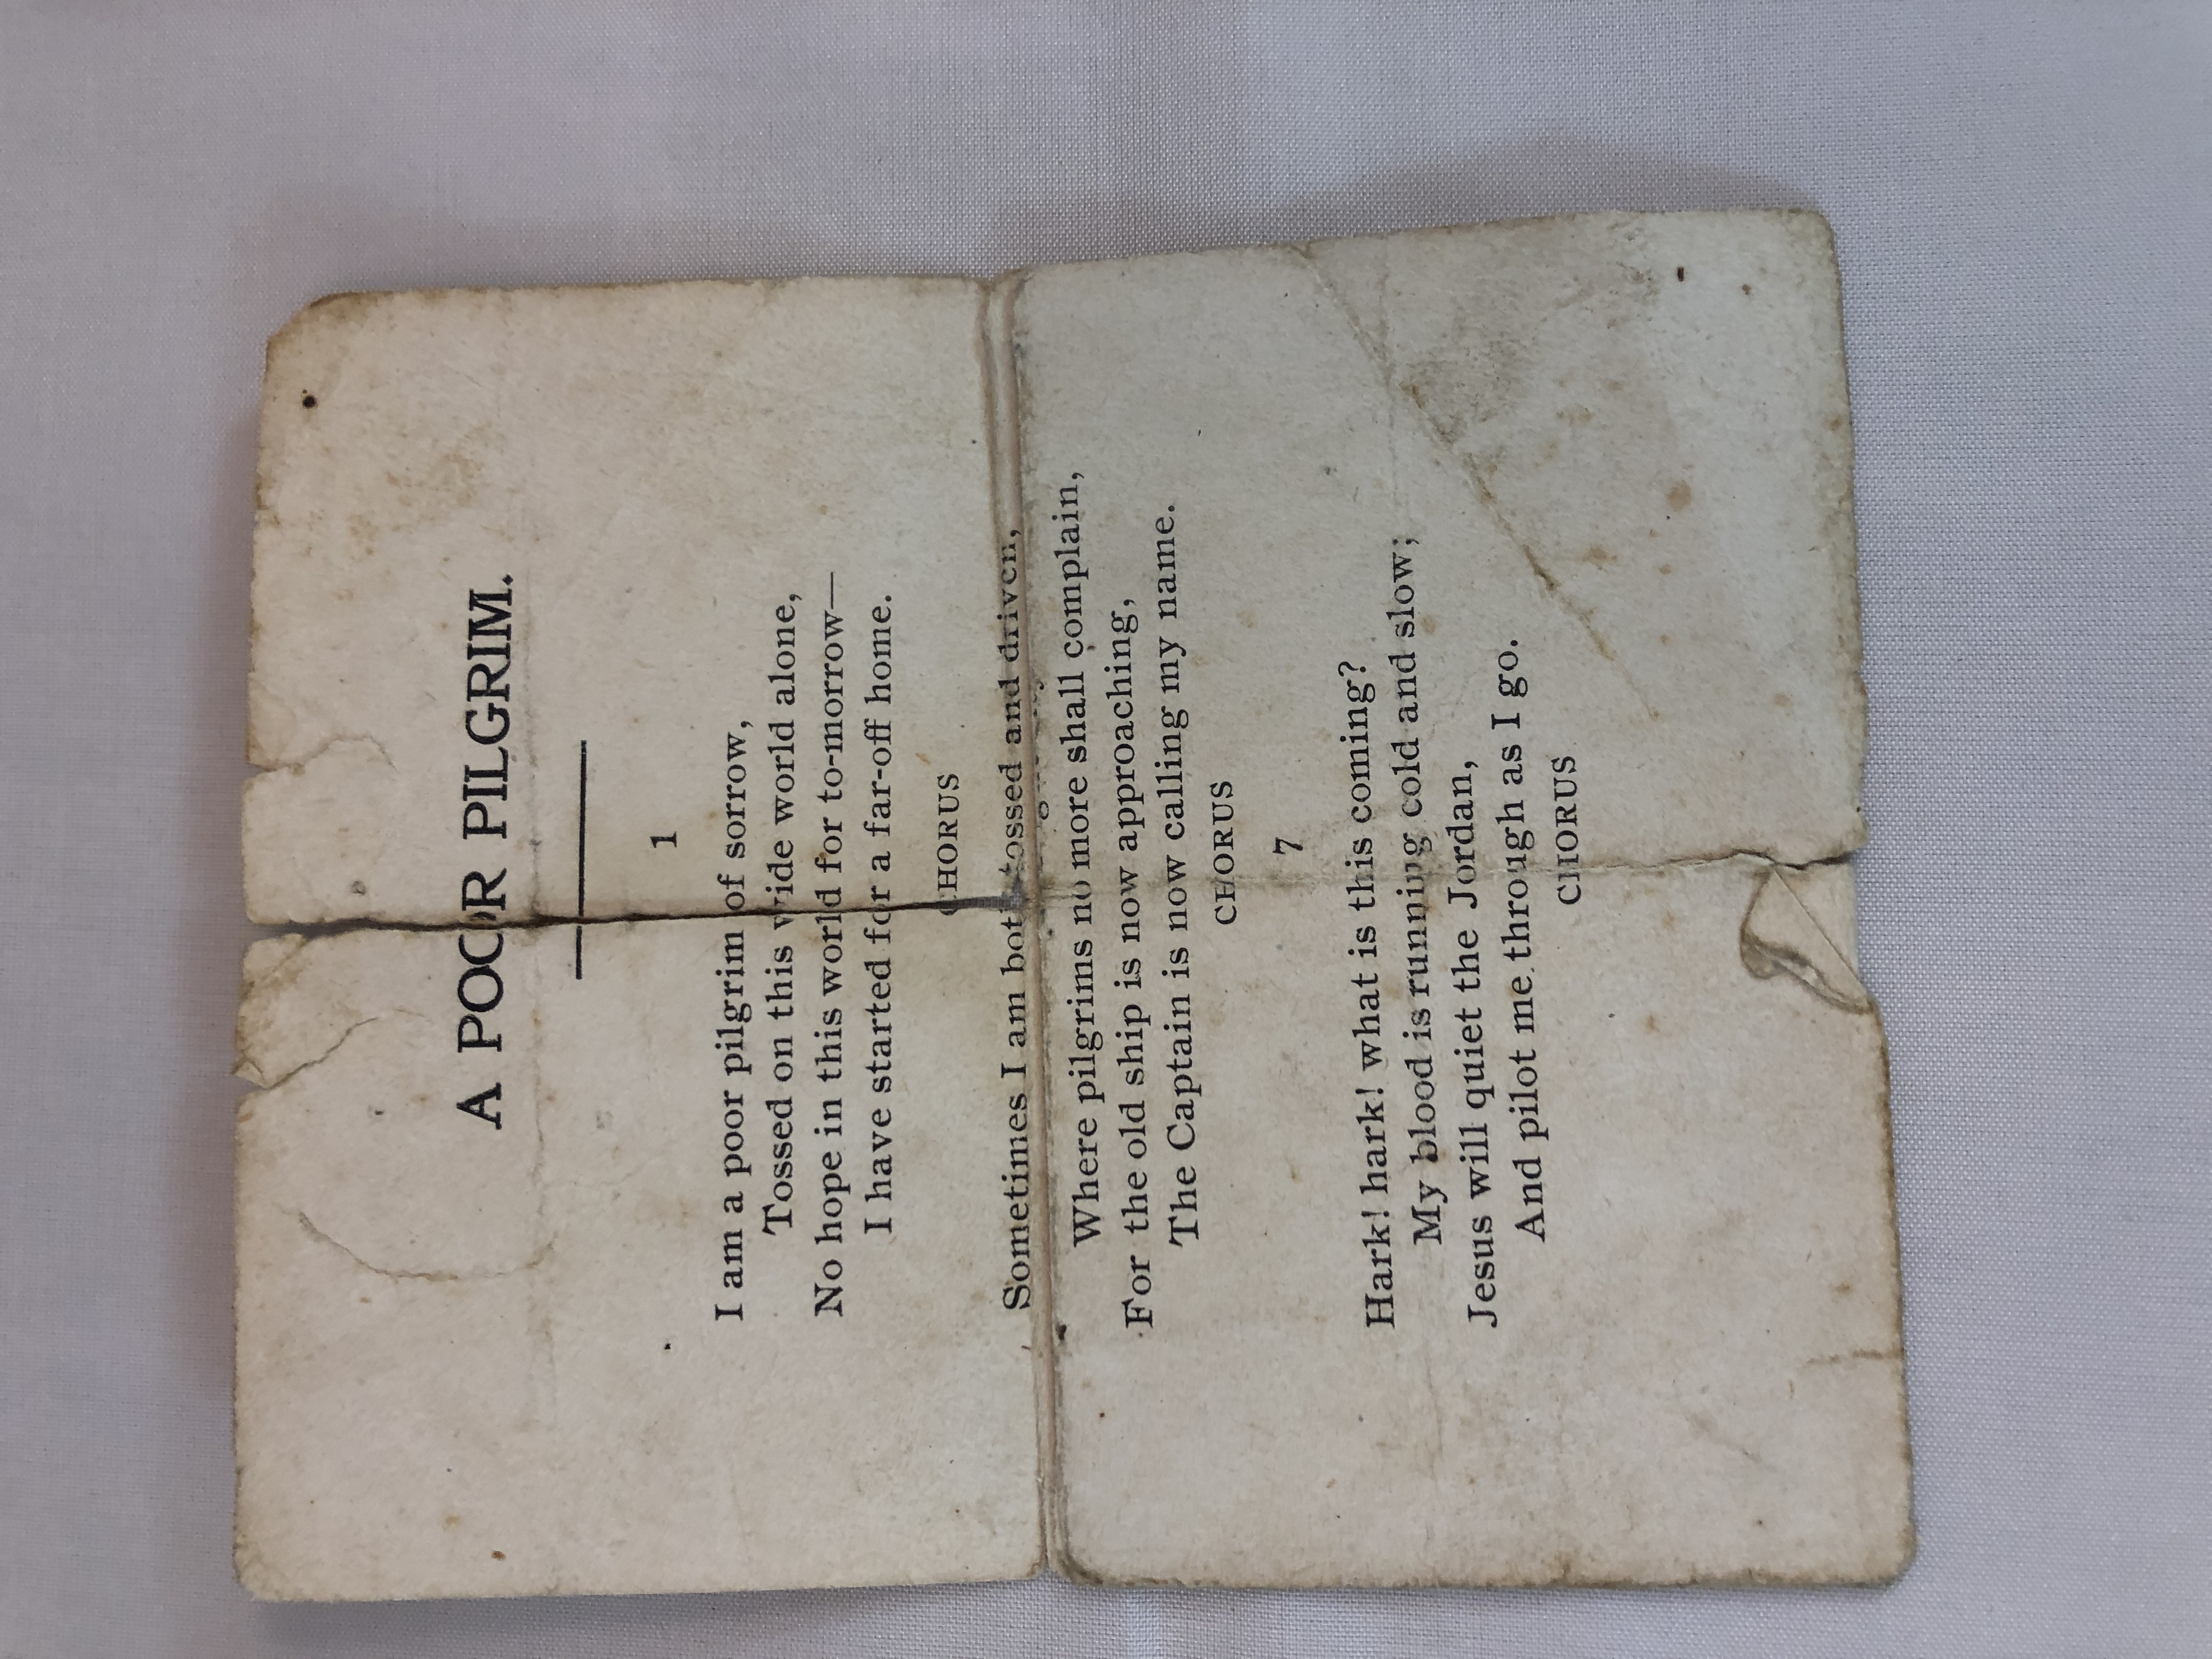 A POOR PILGRIM.
1
I am a poor pilgrim of sorrow,
Tossed on this wide world alone,
No hope in this world for to-morrow—
I have started for a far-off home.
CHORUS
Sometimes I am both tossed and driven,
Where pilgrims no more shall complain,
For the old ship is now approaching,
The Captain is now calling my name.
CHORUS
7
Hark! hark! what is this coming?
My blood is running cold and slow;
Jesus will quiet the Jordan,
And pilot me through as I go.
CHORUS